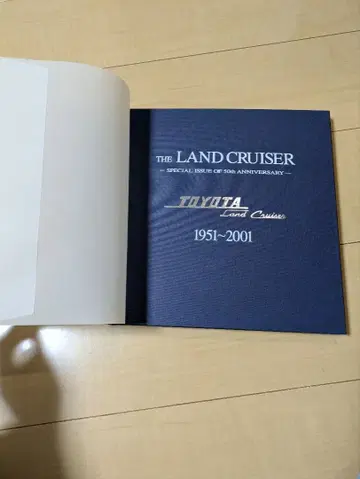 THE LAND CRUISER
— SPECIAL ISSUE OF 50th ANNIVERSARY —
TOYOTA
Land Cruiser
1951~2001